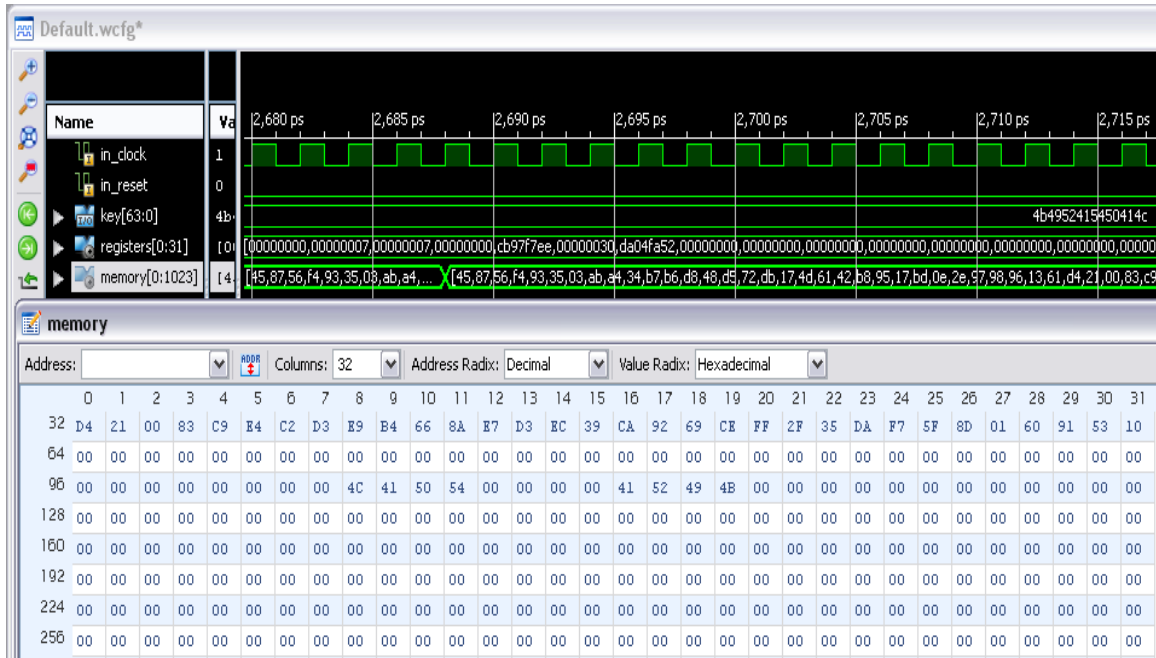 Default.wcfg*
Name Va 2,680 ps 2,685 ps 2,690 ps 2,695 ps 2,700 ps 2,705 ps 2,710 ps 2,715 ps
in_clock 1
in_reset 0
key[63:0] 4b 4b4952415450414c
registers[0:31] [0 [00000000,00000007,00000007,00000000,cb97f7ee,00000030,da04fa52,00000000,00000000,00000000,00000000,00000000,00000000,00000000,00000
memory[0:1023] [4 [45,87,56,f4,93,35,03,ab,a4,... [45,87,56,f4,93,35,03,ab,a4,34,b7,b6,d8,48,d5,72,db,17,4d,61,42,b8,95,17,bd,0e,2e,97,98,96,13,61,d4,21,00,83,c9
memory
Address: ADDR Columns: 32 Address Radix: Decimal Value Radix: Hexadecimal
0 1 2 3 4 5 6 7 8 9 10 11 12 13 14 15 16 17 18 19 20 21 22 23 24 25 26 27 28 29 30 31
32 D4 21 00 83 C9 E4 C2 D3 E9 B4 66 8A E7 D3 EC 39 CA 92 69 CE FF 2F 35 DA F7 5F 8D 01 60 91 53 10
64 00 00 00 00 00 00 00 00 00 00 00 00 00 00 00 00 00 00 00 00 00 00 00 00 00 00 00 00 00 00 00 00
96 00 00 00 00 00 00 00 00 4C 41 50 54 00 00 00 00 41 52 49 4B 00 00 00 00 00 00 00 00 00 00 00 00
128 00 00 00 00 00 00 00 00 00 00 00 00 00 00 00 00 00 00 00 00 00 00 00 00 00 00 00 00 00 00 00 00
160 00 00 00 00 00 00 00 00 00 00 00 00 00 00 00 00 00 00 00 00 00 00 00 00 00 00 00 00 00 00 00 00
192 00 00 00 00 00 00 00 00 00 00 00 00 00 00 00 00 00 00 00 00 00 00 00 00 00 00 00 00 00 00 00 00
224 00 00 00 00 00 00 00 00 00 00 00 00 00 00 00 00 00 00 00 00 00 00 00 00 00 00 00 00 00 00 00 00
256 00 00 00 00 00 00 00 00 00 00 00 00 00 00 00 00 00 00 00 00 00 00 00 00 00 00 00 00 00 00 00 00